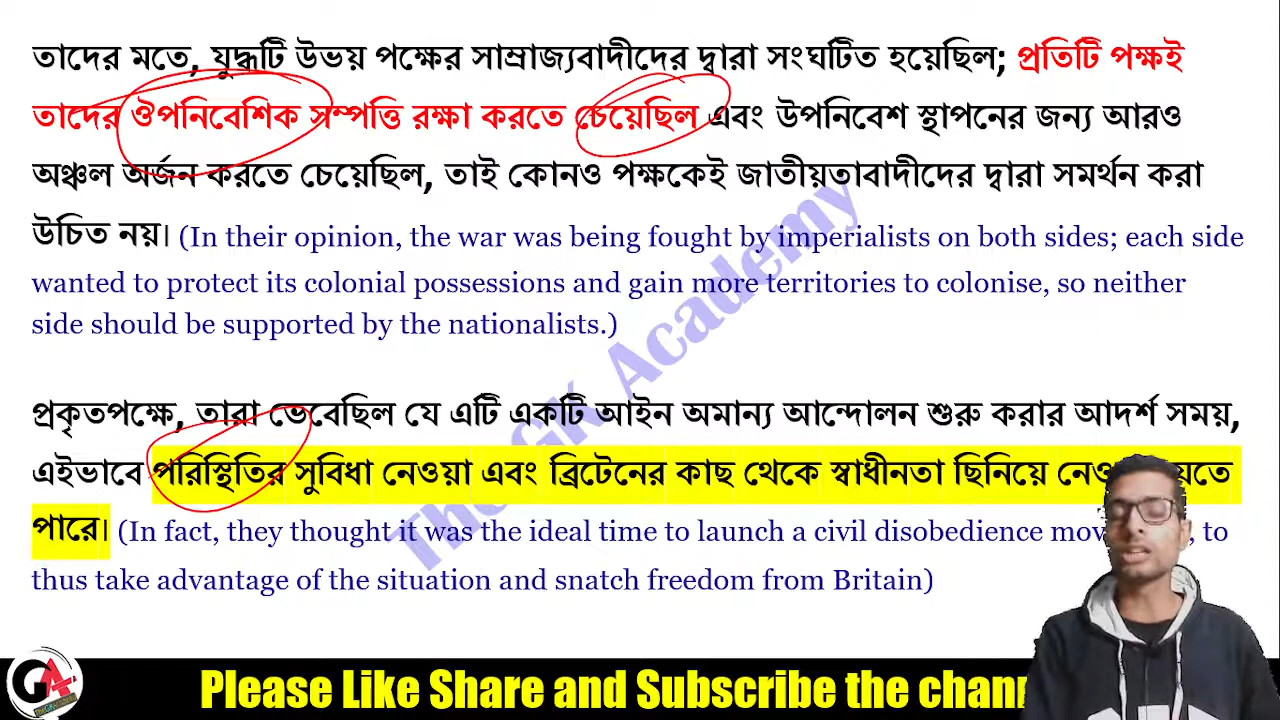 তাদের মতে, যুদ্ধটি উভয় পক্ষের সাম্রাজ্যবাদীদের দ্বারা সংঘটিত হয়েছিল; প্রতিটি পক্ষই
তাদের ঔপনিবেশিক সম্পত্তি রক্ষা করতে চেয়েছিল এবং উপনিবেশ স্থাপনের জন্য আরও
অঞ্চল অর্জন করতে চেয়েছিল, তাই কোনও পক্ষকেই জাতীয়তাবাদীদের দ্বারা সমর্থন করা
উচিত নয়। (In their opinion, the war was being fought by imperialists on both sides; each side
wanted to protect its colonial possessions and gain more territories to colonise, so neither
side should be supported by the nationalists.)
প্রকৃতপক্ষে, তারা ভেবেছিল যে এটি একটি আইন অমান্য আন্দোলন শুরু করার আদর্শ সময়,
এইভাবে পরিস্থিতির সুবিধা নেওয়া এবং ব্রিটেনের কাছ থেকে স্বাধীনতা ছিনিয়ে
পারে। (In fact, they thought it was the ideal time to launch a civil disobedience to
thus take advantage of the situation and snatch freedom from Britain)
The GK Academy
GA
Please Like Share and Subscribe the